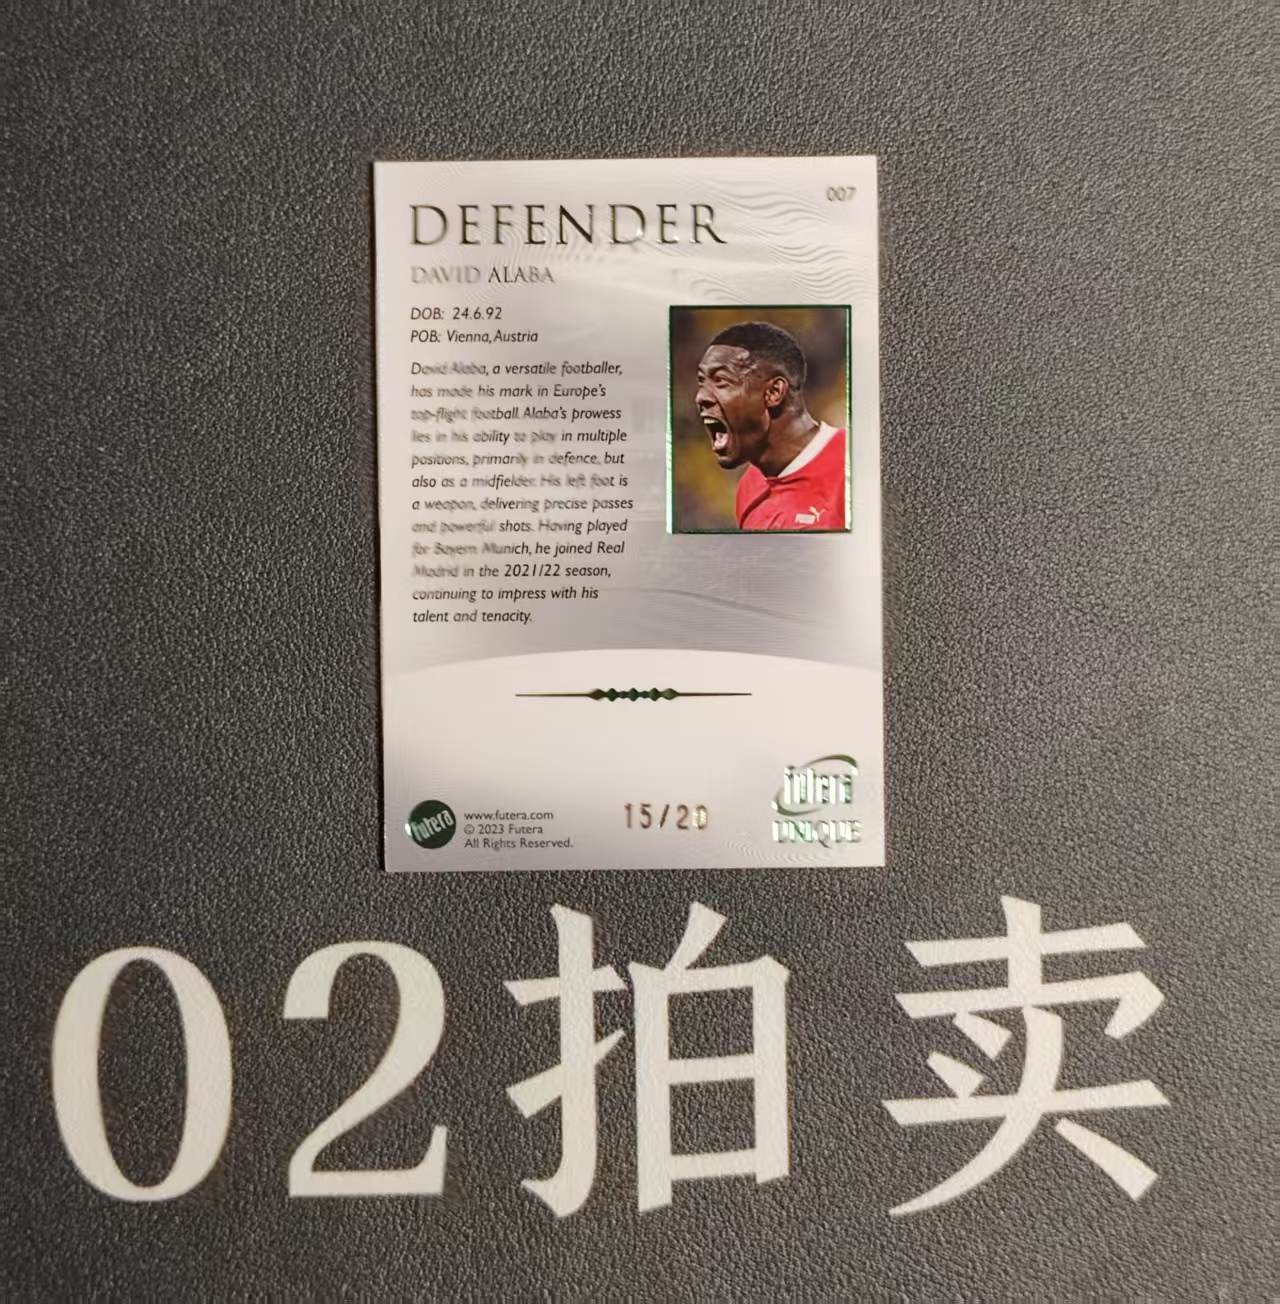 007
DEFENDER
DAVID ALABA
DOB: 24.6.92
POB: Vienna, Austria
David Alaba, a versatile footballer,
has made his mark in Europe's
top-flight football. Alaba's prowess
lies in his ability to play in multiple
positions, primarily in defence, but
also as a midfielder. His left foot is
a weapon, delivering precise passes
and powerful shots. Having played
for Bayern Munich, he joined Real
Madrid in the 2021/22 season,
continuing to impress with his
talent and tenacity.
PUMA
futera
www.futera.com
© 2023 Futera
All Rights Reserved.
15/20
futera
UNIQUE
02拍卖